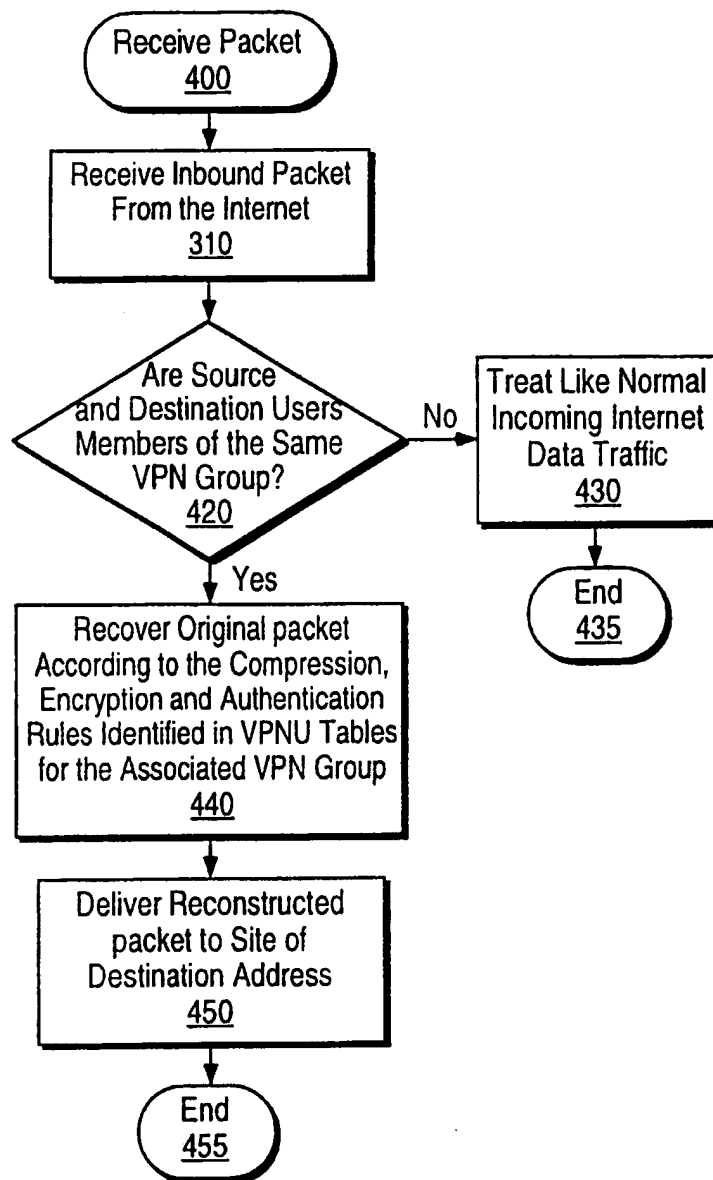 Receive Packet
400
Receive Inbound Packet
From the Internet
310
Are Source
and Destination Users
Members of the Same
VPN Group?
420
No
Treat Like Normal
Incoming Internet
Data Traffic
430
End
435
Yes
Recover Original packet
According to the Compression,
Encryption and Authentication
Rules Identified in VPNU Tables
for the Associated VPN Group
440
Deliver Reconstructed
packet to Site of
Destination Address
450
End
455